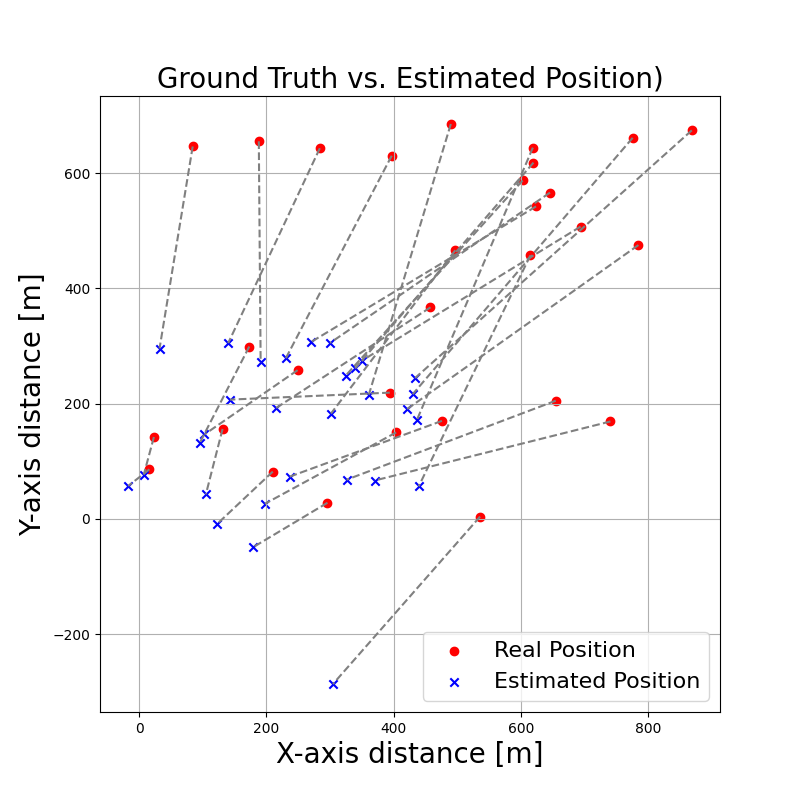 Ground Truth vs. Estimated Position)
Y-axis distance [m]
600
400
200
0
−200
0 200 400 600 800
X-axis distance [m]
Real Position
Estimated Position